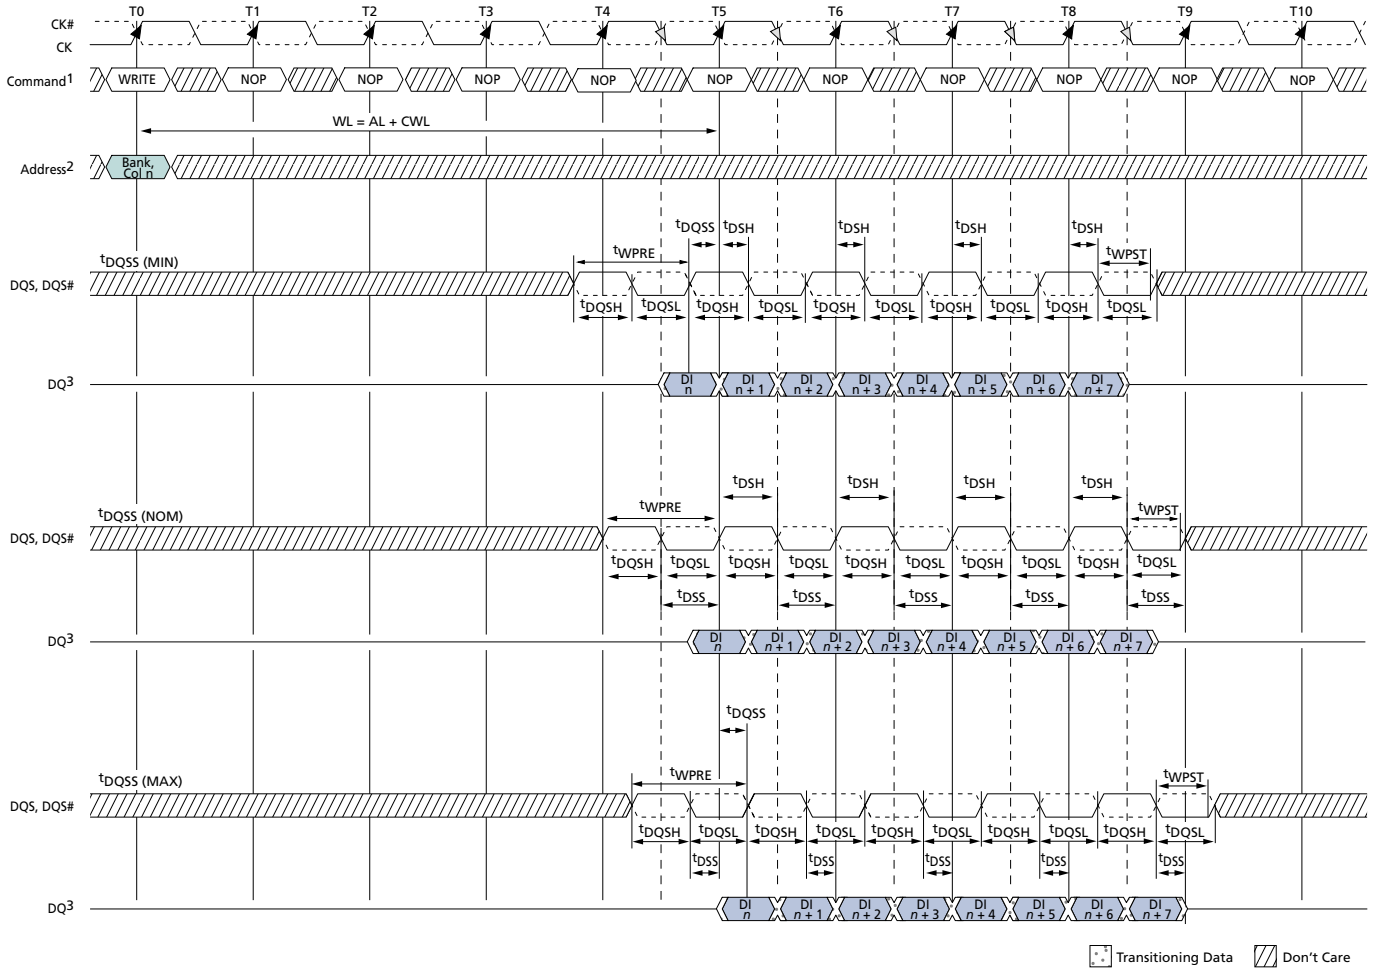 T0 T1 T2 T3 T4 T5 T6 T7 T8 T9 T10
CK#
CK
Command1 WRITE NOP NOP NOP NOP NOP NOP NOP NOP NOP NOP
WL = AL + CWL
Address2 Bank, Col n
tDQSS tDSH tDSH tDSH tDSH
tDQSS (MIN) tWPRE tWPST
DQS, DQS#
tDQSH tDQSL tDQSH tDQSL tDQSH tDQSL tDQSH tDQSL tDQSH tDQSL
DQ3 DI n DI n + 1 DI n + 2 DI n + 3 DI n + 4 DI n + 5 DI n + 6 DI n + 7
tDSH tDSH tDSH tDSH
tDQSS (NOM) tWPRE tWPST
DQS, DQS#
tDQSH tDQSL tDQSH tDQSL tDQSH tDQSL tDQSH tDQSL tDQSH tDQSL
tDSS tDSS tDSS tDSS tDSS
DQ3 DI n DI n + 1 DI n + 2 DI n + 3 DI n + 4 DI n + 5 DI n + 6 DI n + 7
tDQSS
tDQSS (MAX) tWPRE tWPST
DQS, DQS#
tDQSH tDQSL tDQSH tDQSL tDQSH tDQSL tDQSH tDQSL tDQSH tDQSL
tDSS tDSS tDSS tDSS tDSS
DQ3 DI n DI n + 1 DI n + 2 DI n + 3 DI n + 4 DI n + 5 DI n + 6 DI n + 7
Transitioning Data Don't Care